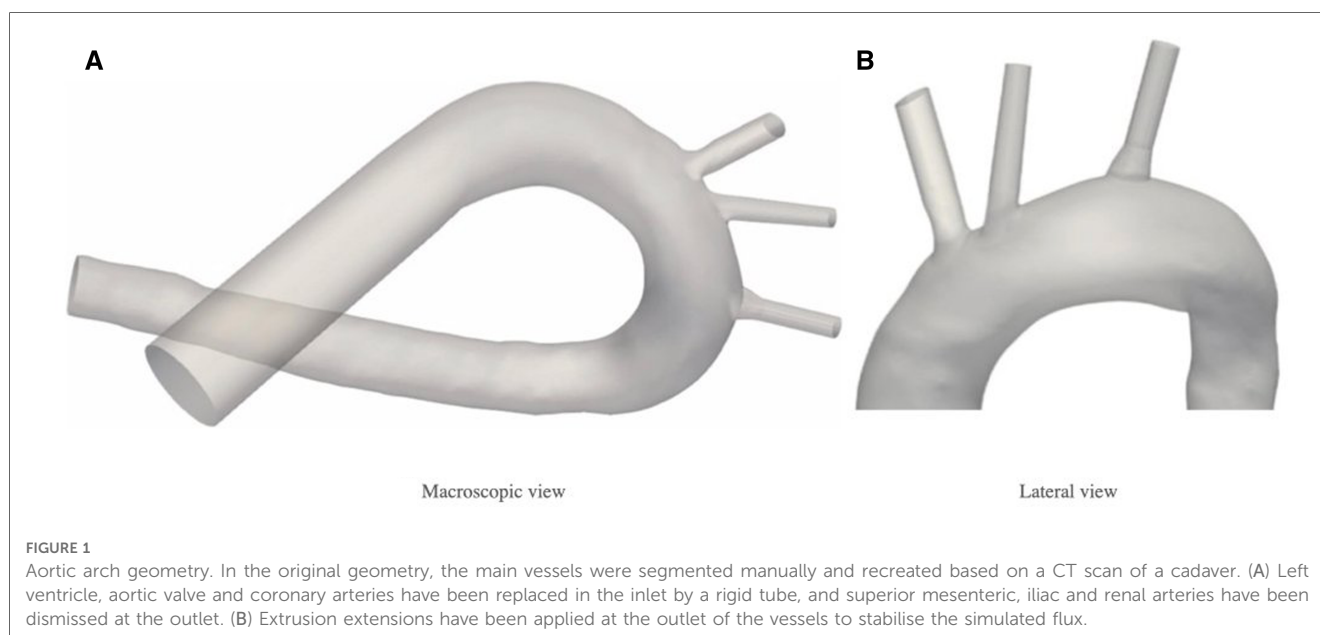 A
B
Macroscopic view
Lateral view
FIGURE 1
Aortic arch geometry. In the original geometry, the main vessels were segmented manually and recreated based on a CT scan of a cadaver. (A) Left
ventricle, aortic valve and coronary arteries have been replaced in the inlet by a rigid tube, and superior mesenteric, iliac and renal arteries have been
dismissed at the outlet. (B) Extrusion extensions have been applied at the outlet of the vessels to stabilise the simulated flux.